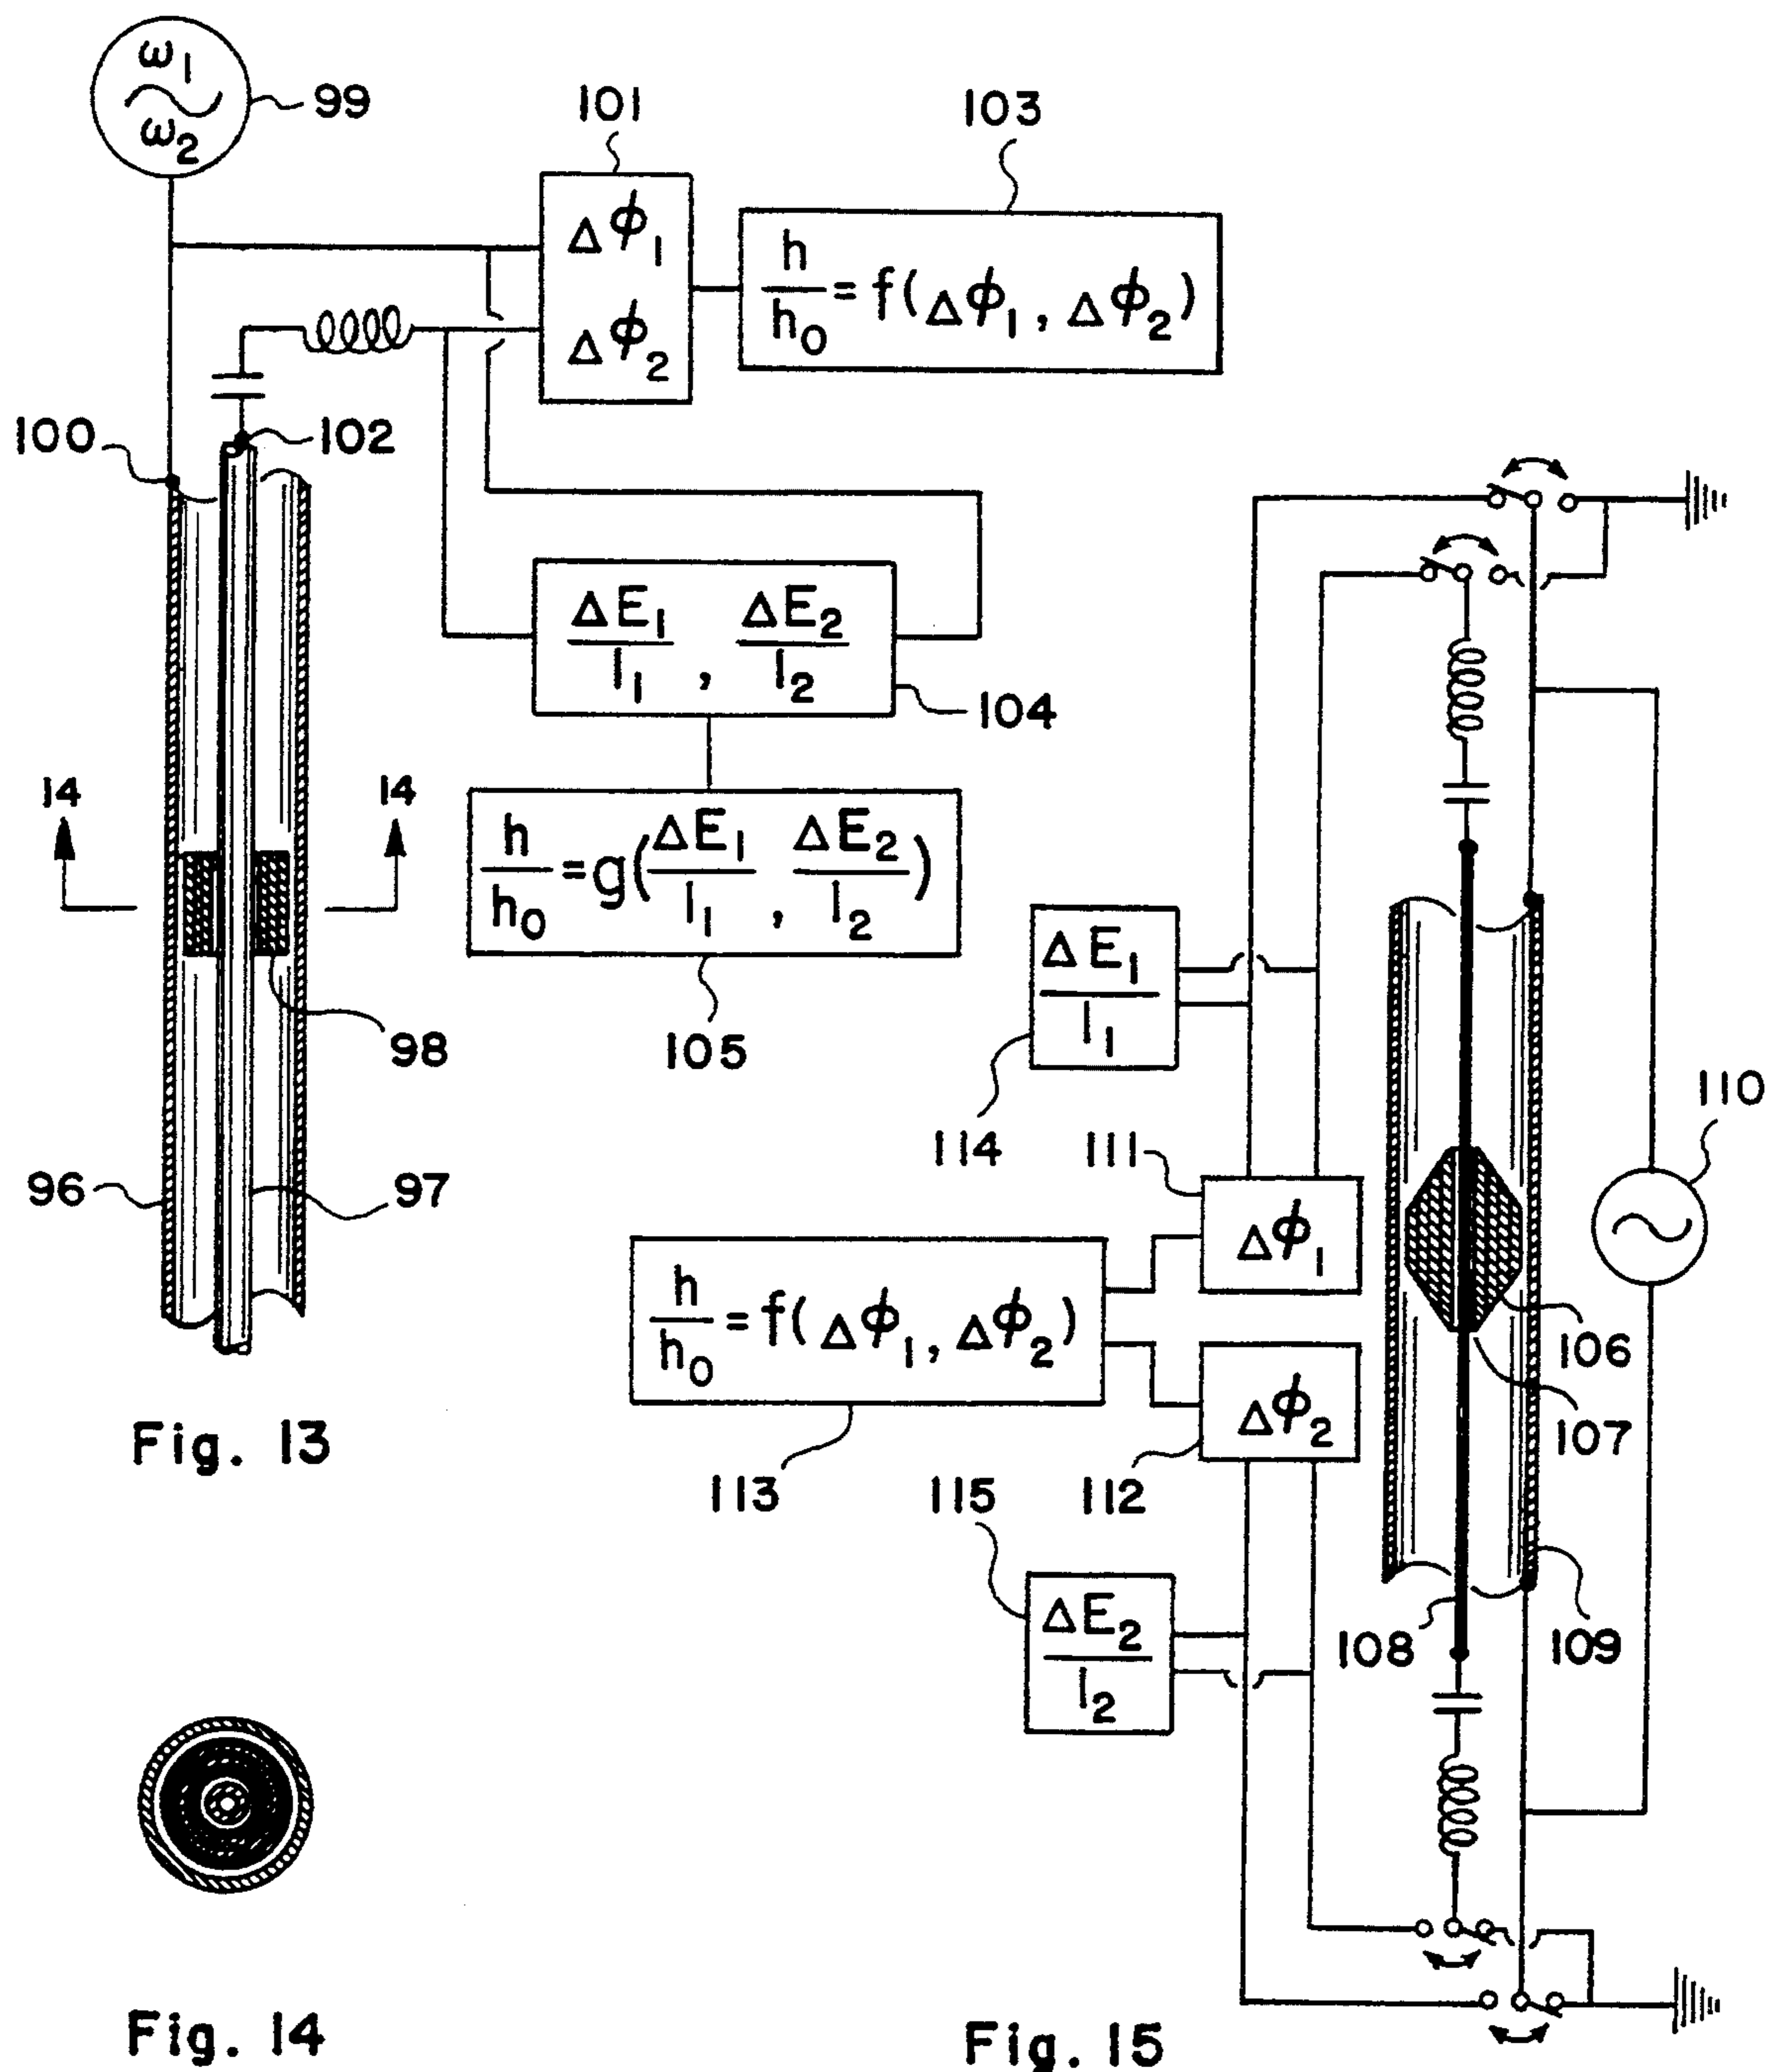 ω1
ω2
99
101
103
Δϕ1
Δϕ2
h/h0 = f(Δϕ1, Δϕ2)
100
102
ΔE1/I1, ΔE2/I2
104
14
14
h/h0 = g(ΔE1/I1, ΔE2/I2)
105
98
96
97
Fig. 13
Fig. 14
ΔE1/I1
114
111
110
Δϕ1
h/h0 = f(Δϕ1, Δϕ2)
113
Δϕ2
112
106
107
115
ΔE2/I2
108
109
Fig. 15